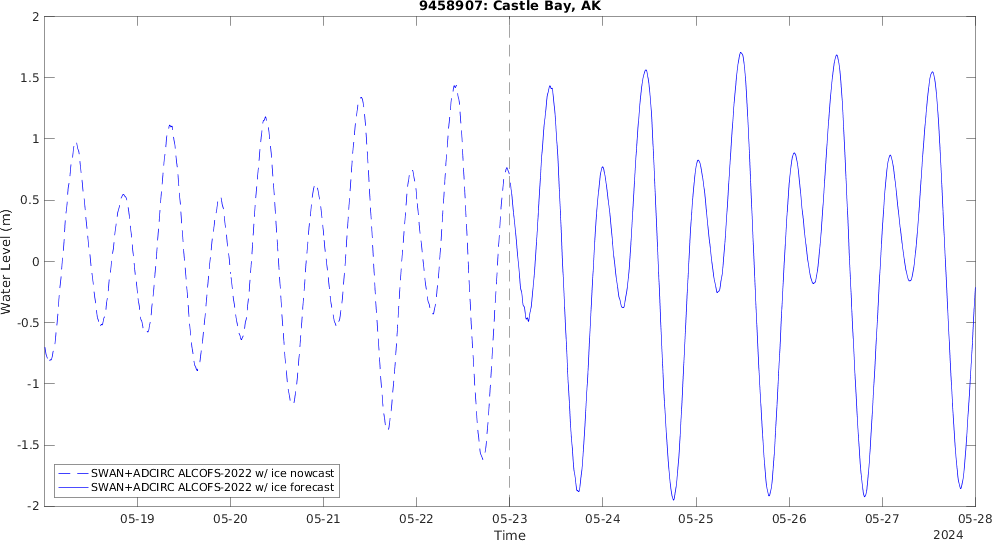 9458907: Castle Bay, AK
2
1.5
1
0.5
0
-0.5
-1
-1.5
-2
Water Level (m)
SWAN+ADCIRC ALCOFS-2022 w/ ice nowcast
SWAN+ADCIRC ALCOFS-2022 w/ ice forecast
05-19 05-20 05-21 05-22 05-23 05-24 05-25 05-26 05-27 05-28
Time
2024